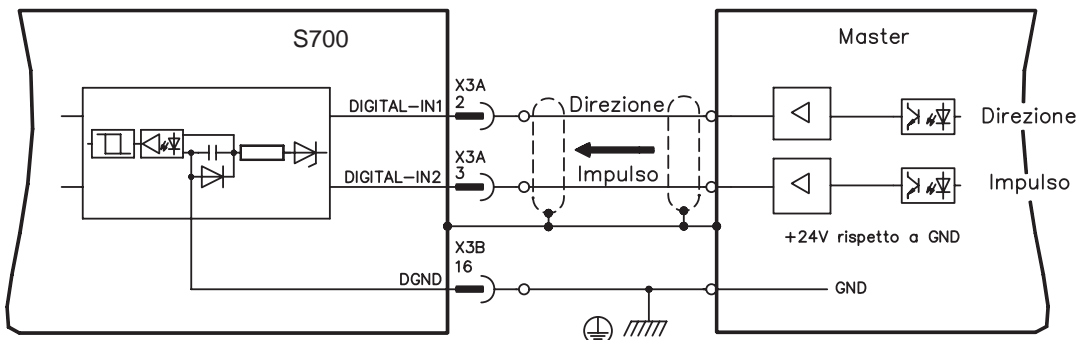 S700
Master
X3A
2
DIGITAL-IN1
Direzione
Direzione
X3A
3
DIGITAL-IN2
Impulso
Impulso
+24V rispetto a GND
X3B
16
DGND
GND